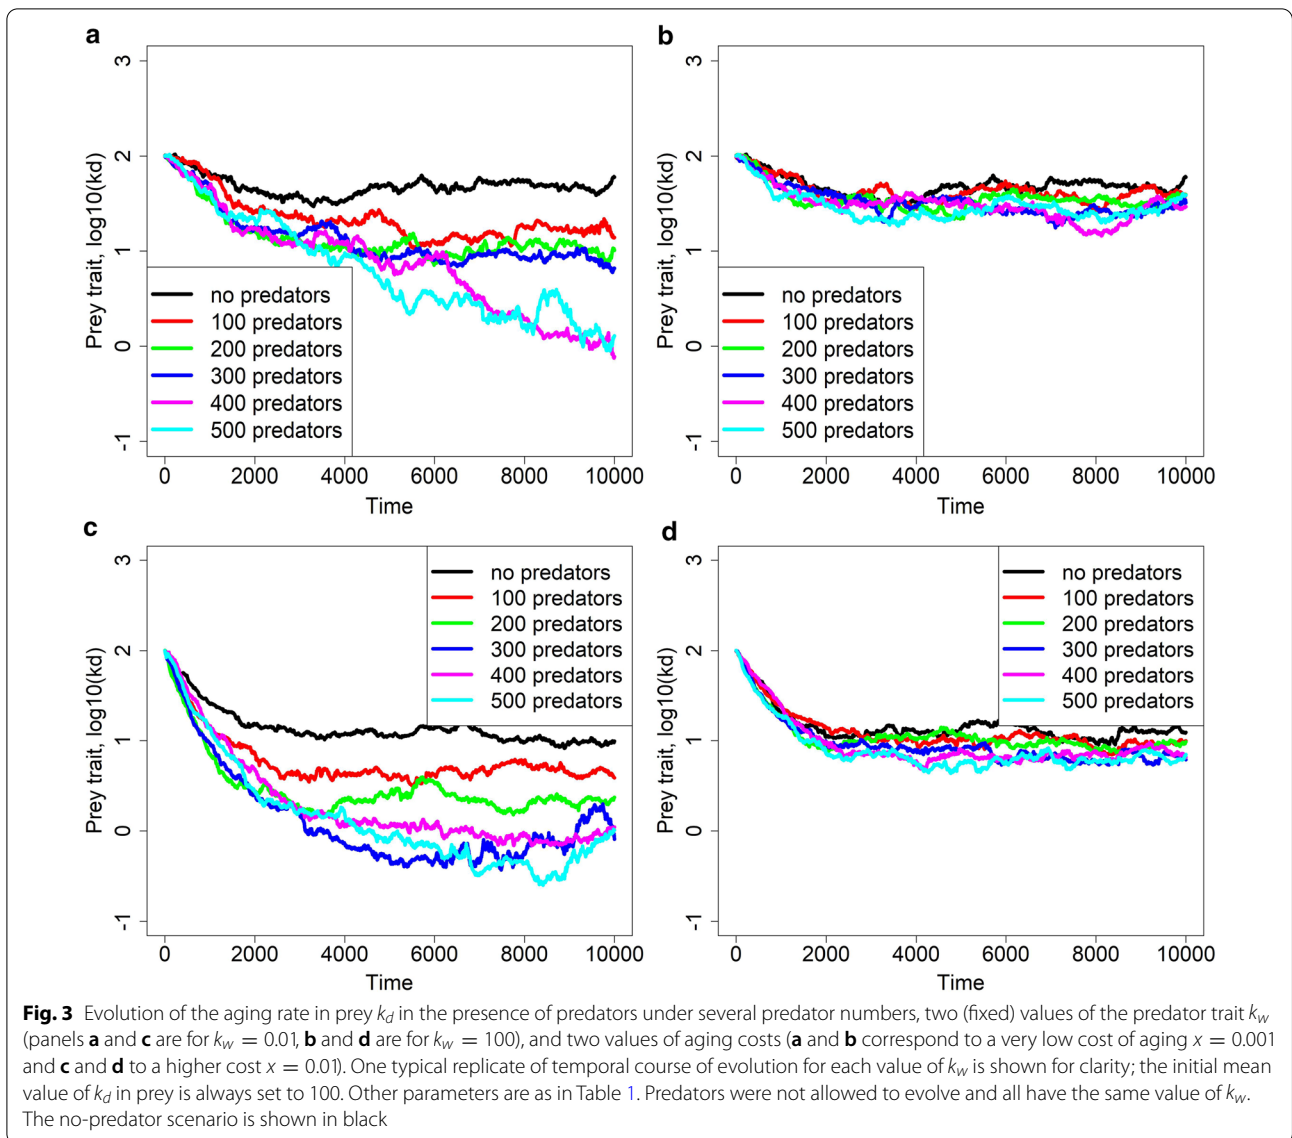 a
3
2
1
0
-1
Prey trait, log10(kd)
no predators
100 predators
200 predators
300 predators
400 predators
500 predators
0 2000 4000 6000 8000 10000
Time
b
3
2
1
0
-1
Prey trait, log10(kd)
no predators
100 predators
200 predators
300 predators
400 predators
500 predators
0 2000 4000 6000 8000 10000
Time
c
3
2
1
0
-1
Prey trait, log10(kd)
no predators
100 predators
200 predators
300 predators
400 predators
500 predators
0 2000 4000 6000 8000 10000
Time
d
3
2
1
0
-1
Prey trait, log10(kd)
no predators
100 predators
200 predators
300 predators
400 predators
500 predators
0 2000 4000 6000 8000 10000
Time
Fig. 3 Evolution of the aging rate in prey k_d in the presence of predators under several predator numbers, two (fixed) values of the predator trait k_w
(panels a and c are for k_w = 0.01, b and d are for k_w = 100), and two values of aging costs (a and b correspond to a very low cost of aging x = 0.001
and c and d to a higher cost x = 0.01). One typical replicate of temporal course of evolution for each value of k_w is shown for clarity; the initial mean
value of k_d in prey is always set to 100. Other parameters are as in Table 1. Predators were not allowed to evolve and all have the same value of k_w.
The no-predator scenario is shown in black